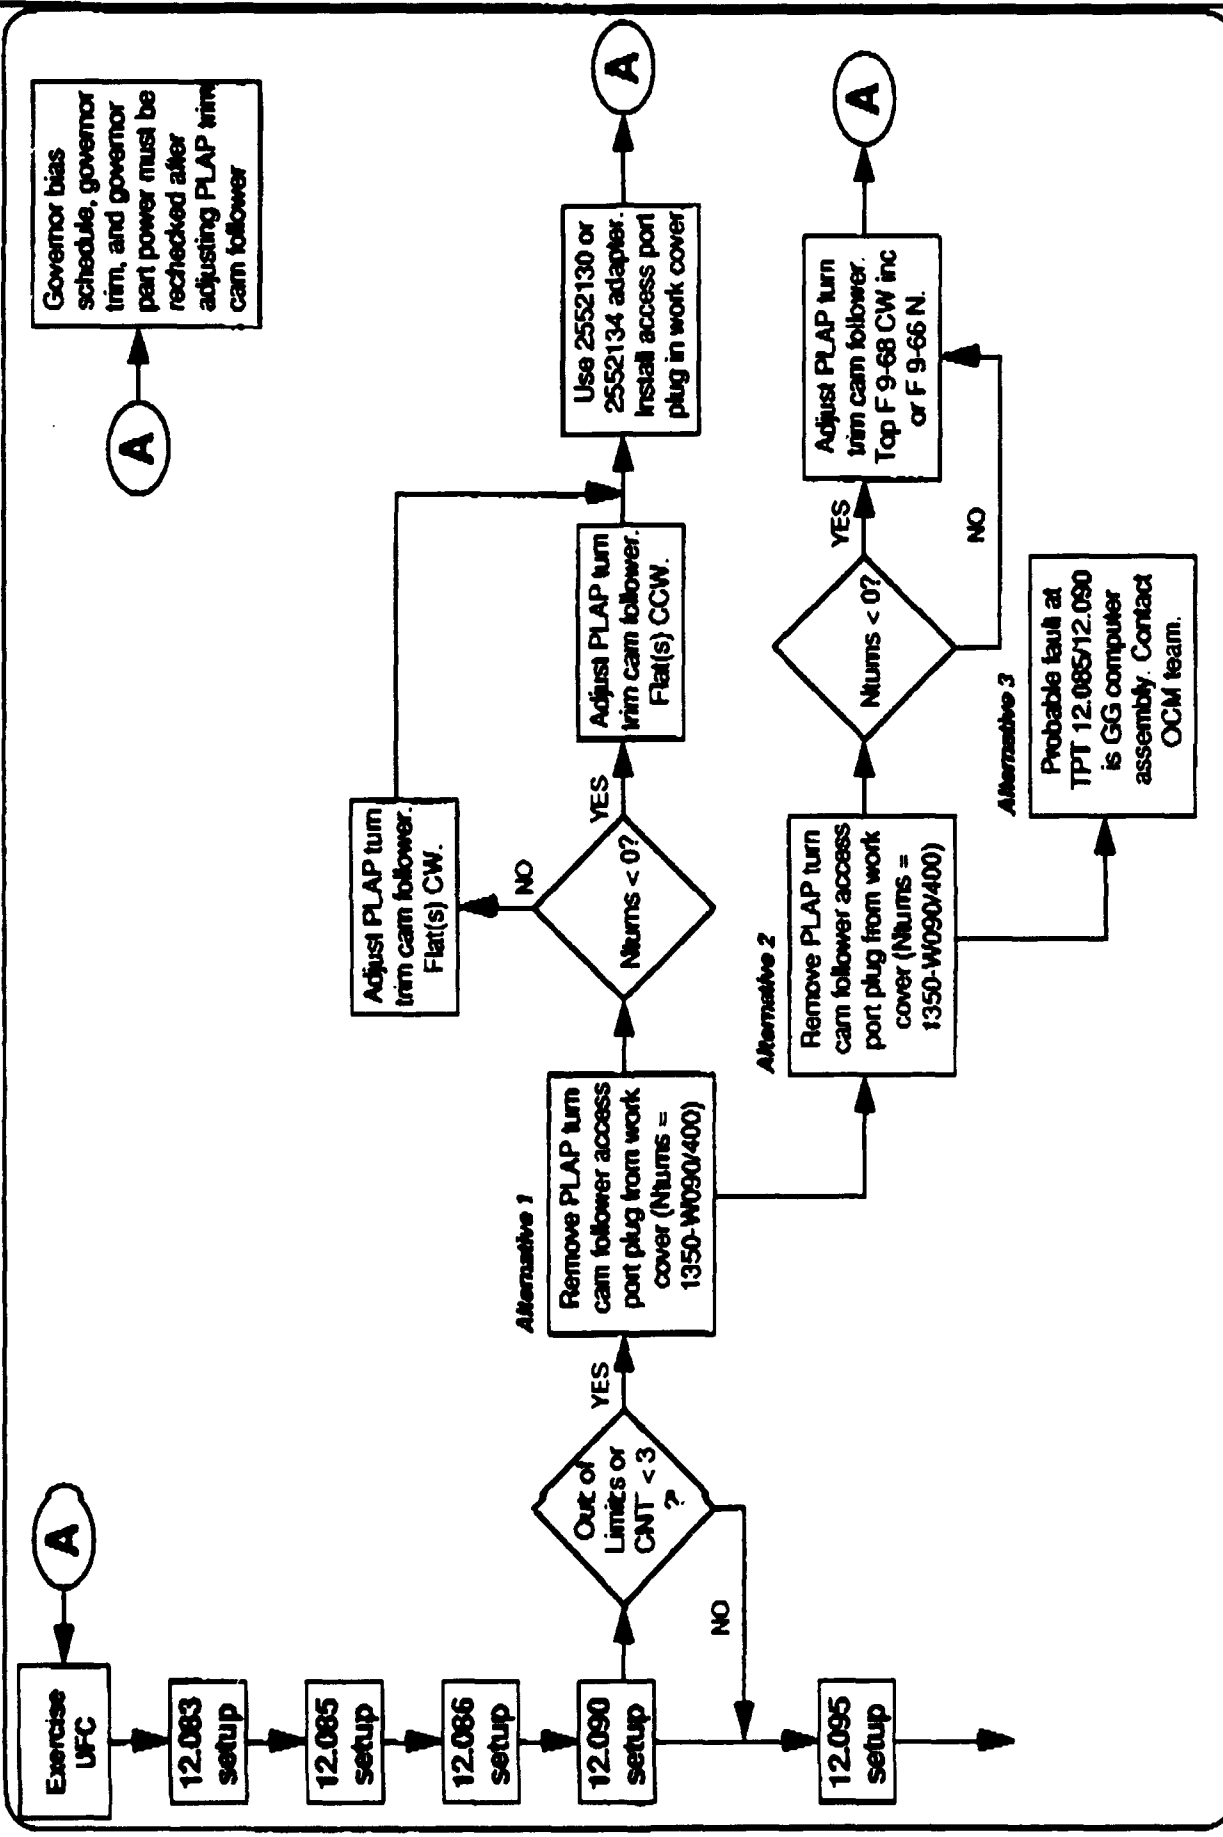 Exercise
UFC
A
12.083
setup
12.085
setup
12.086
setup
12.090
setup
12.095
setup
Out of
Limits or
CNT < 3
?
YES
NO
Alternative 1
Remove PLAP turn
cam follower access
port plug from work
cover (Nturns =
1350-W090/400)
Nturns < 0?
NO
YES
Adjust PLAP turn
trim cam follower.
Flat(s) CW.
Adjust PLAP turn
trim cam follower.
Flat(s) CCW.
Use 2552130 or
2552134 adapter.
Install access port
plug in work cover
A
Alternative 2
Remove PLAP turn
cam follower access
port plug from work
cover (Nturns =
1350-W090/400)
Nturns < 0?
YES
NO
Adjust PLAP turn
trim cam follower.
Top F 9-68 CW inc
or F 9-66 N.
A
Alternative 3
Probable fault at
TPT 12.085/12.090
is GG computer
assembly. Contact
OCM team.
A
Governor bias
schedule, governor
trim, and governor
part power must be
rechecked after
adjusting PLAP trim
cam follower